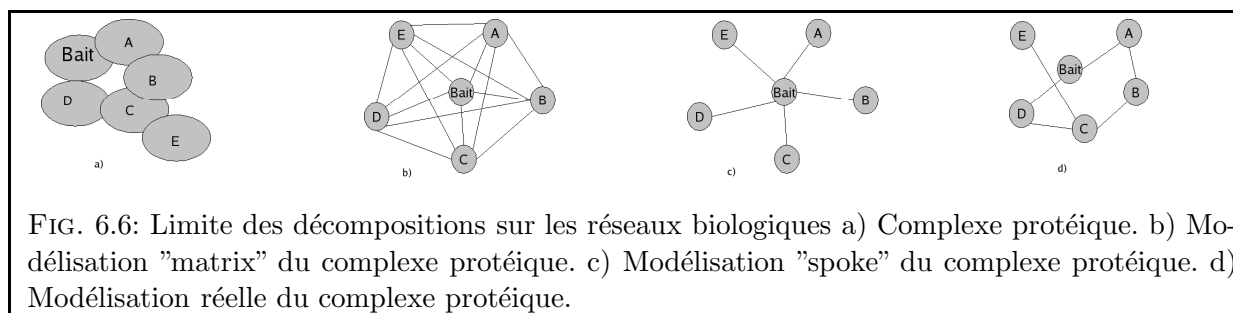 Bait
A
B
D
C
E
a)
E
A
Bait
D
B
C
b)
E
A
Bait
D
B
C
c)
E
A
Bait
D
B
C
d)
FIG. 6.6: Limite des décompositions sur les réseaux biologiques a) Complexe protéique. b) Mo-
délisation ”matrix” du complexe protéique. c) Modélisation ”spoke” du complexe protéique. d)
Modélisation réelle du complexe protéique.